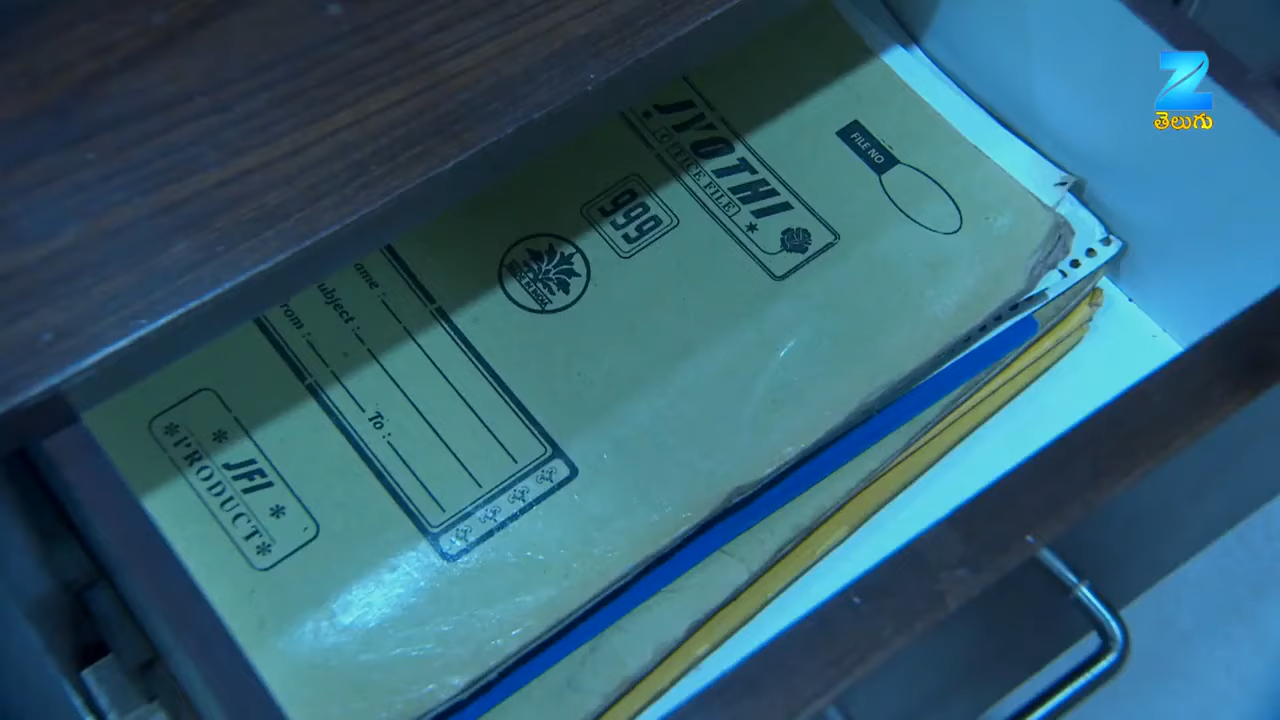 Z
తెలుగు
FILE NO
JYOTHI
OFFICE FILE
999
ame :
ubject :
rom :
To :
JFI
PRODUCT